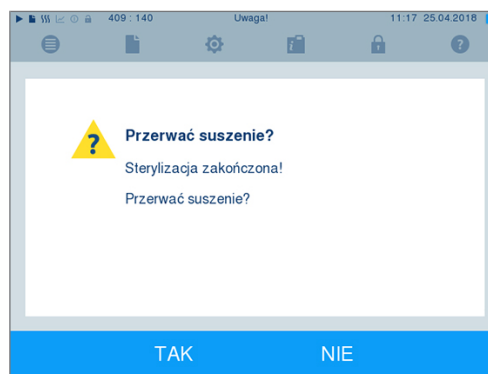 409 : 140 Uwaga! 11:17 25.04.2018
Przerwać suszenie?
Sterylizacja zakończona!
Przerwać suszenie?
TAK NIE